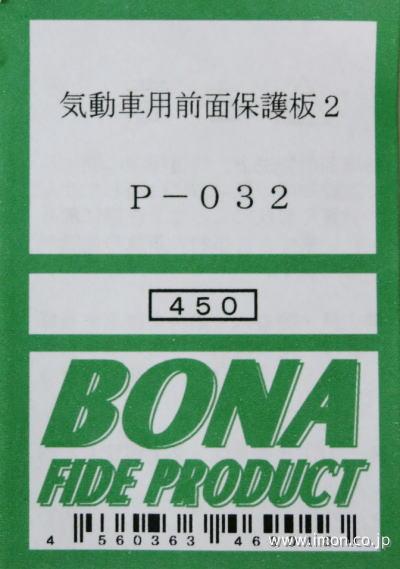 気動車用前面保護板２
Ｐ－０３２
４５０
BONA
FIDE PRODUCT
www.imon.co.jp
4 560363 46